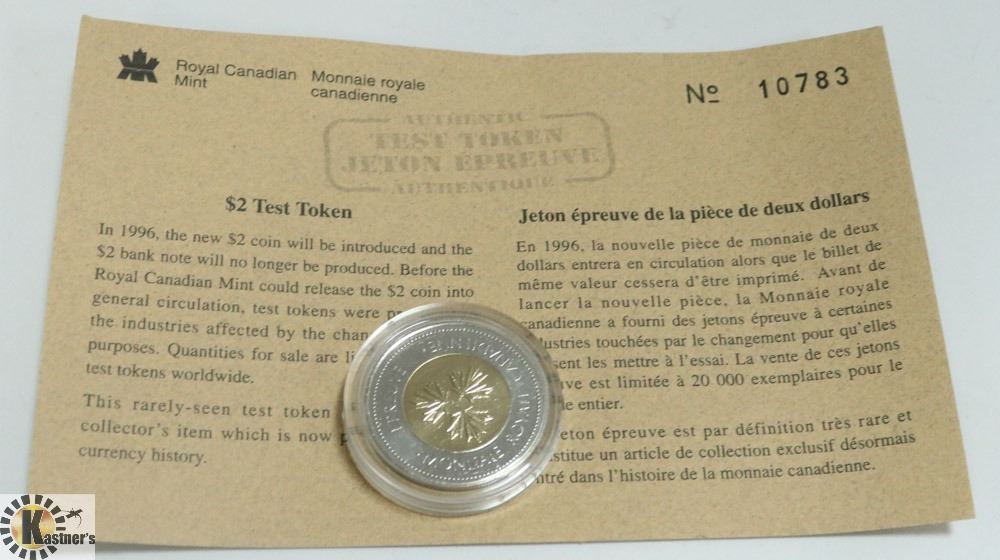 Royal Canadian
Mint
Monnaie royale
canadienne
Nº 10783
AUTHENTIC
TEST TOKEN
JETON ÉPREUVE
AUTHENTIQUE
$2 Test Token
In 1996, the new $2 coin will be introduced and the
$2 bank note will no longer be produced. Before the
Royal Canadian Mint could release the $2 coin into
general circulation, test tokens were
the industries affected by the
purposes. Quantities for sale are
test tokens worldwide.
This rarely-seen test token
collector's item which is now
currency history.
Jeton épreuve de la pièce de deux dollars
En 1996, la nouvelle pièce de monnaie de deux
dollars entrera en circulation alors que le billet de
même valeur cessera d'être imprimé. Avant de
lancer la nouvelle pièce, la Monnaie royale
canadienne a fourni des jetons épreuve à certaines
touchées par le changement pour qu'elles
les mettre à l'essai. La vente de ces jetons
est limitée à 20 000 exemplaires pour le
entier.
jeton épreuve est par définition très rare et
un article de collection exclusif désormais
dans l'histoire de la monnaie canadienne.
MONNAIE ROYALE
Kastner's